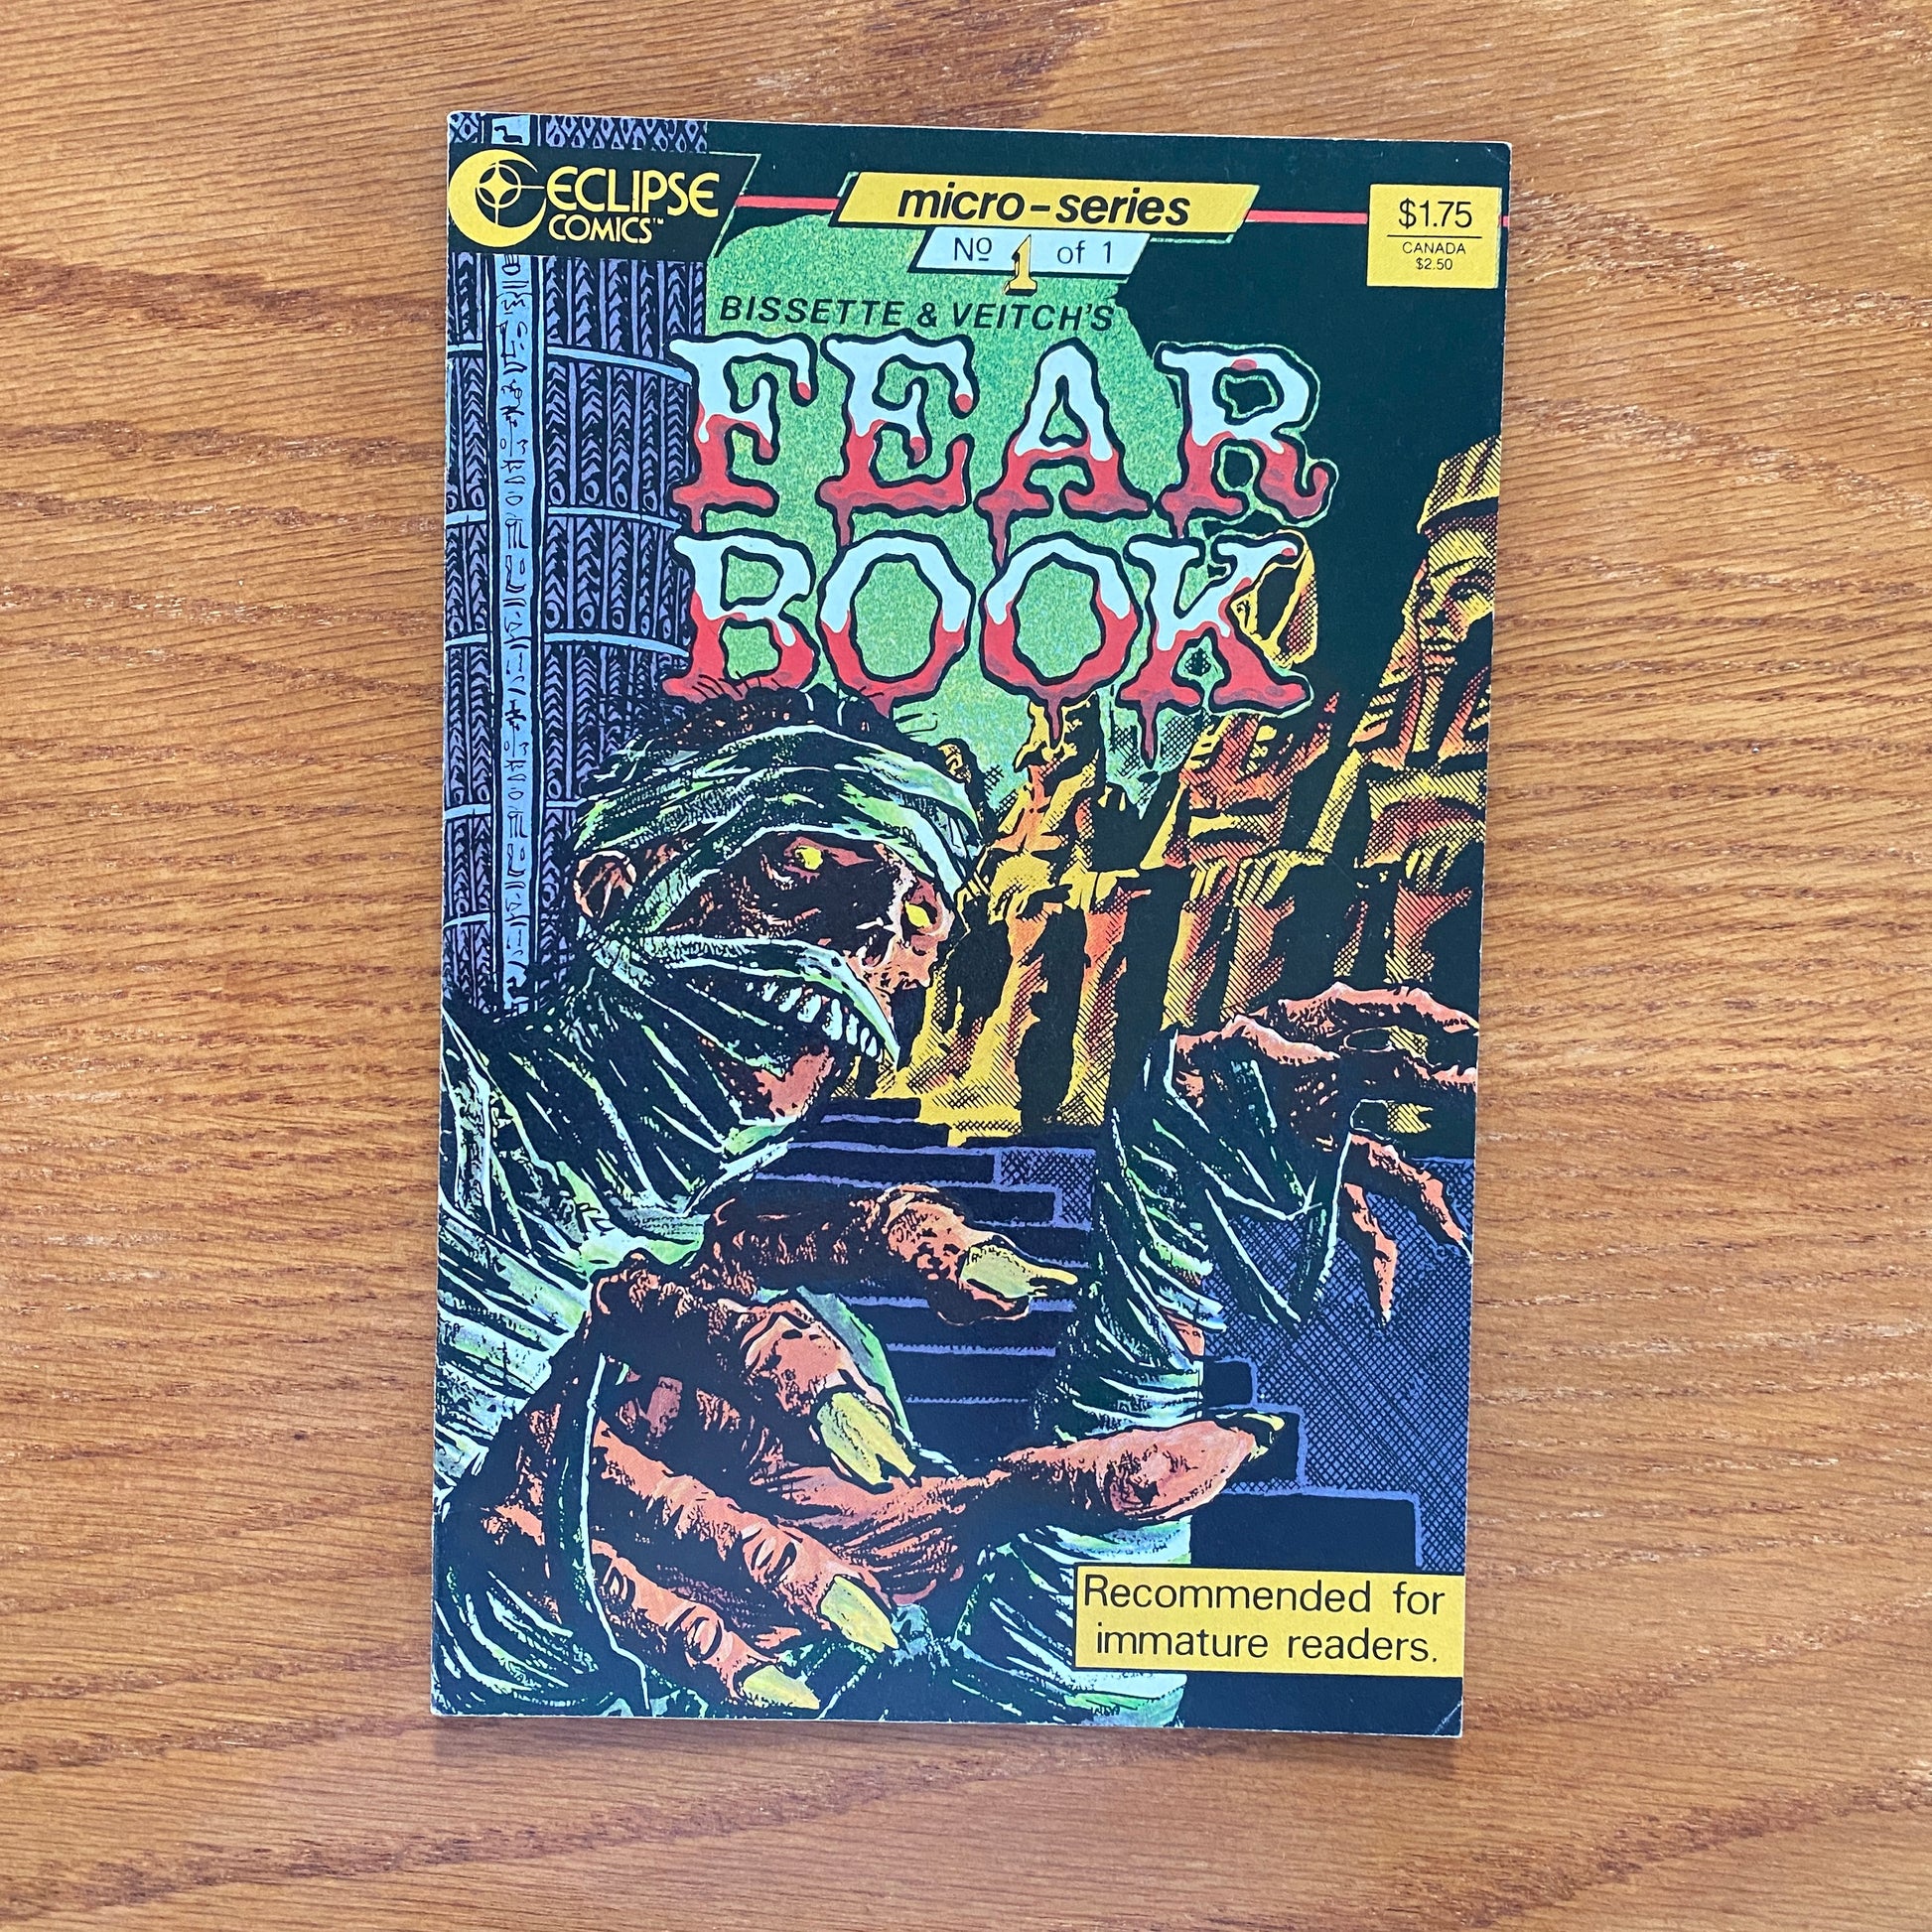 ECLIPSE
COMICS™
micro-series
Nº 1 of 1
$1.75
CANADA
$2.50
BISSETTE & VEITCH'S
FEAR
BOOK
Recommended for
immature readers.